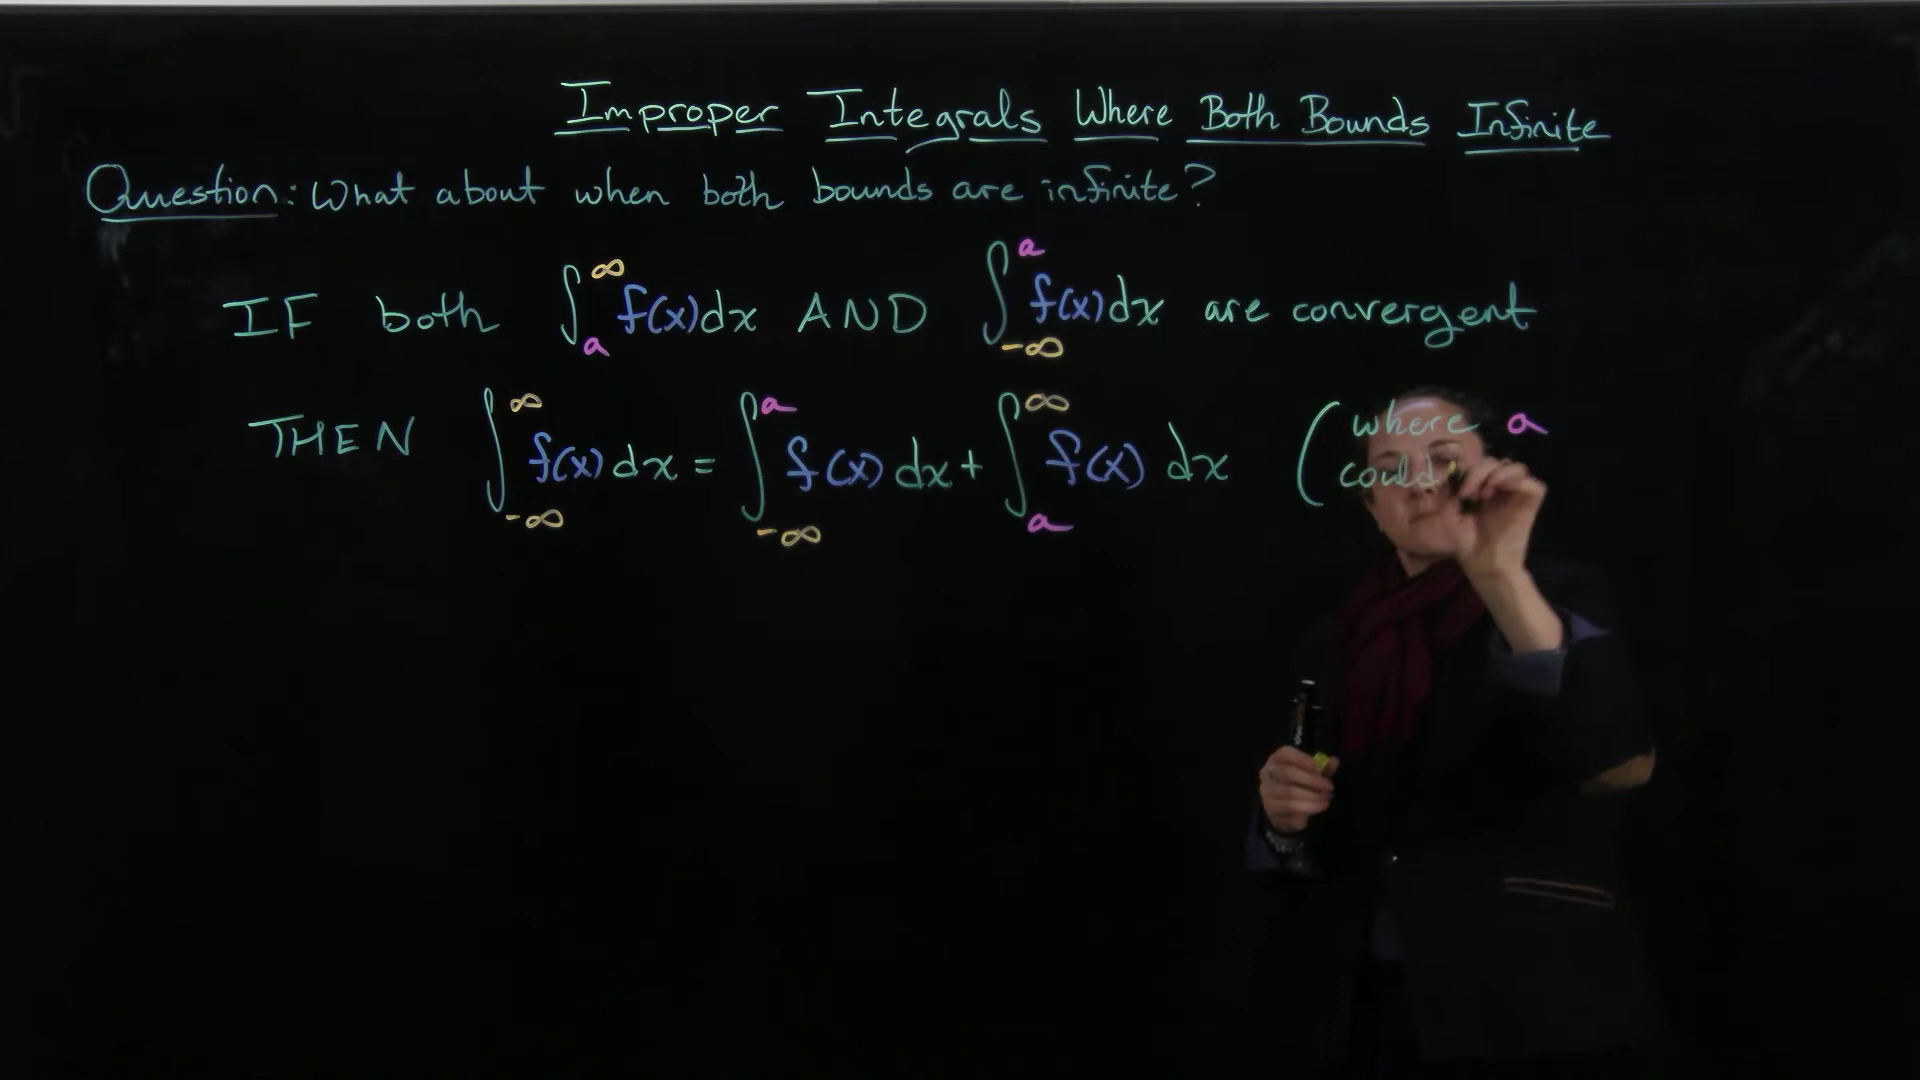 Improper Integrals Where Both Bounds Infinite
Question: What about when both bounds are infinite?
IF both ∫_a^∞ f(x)dx AND ∫_{-∞}^a f(x)dx are convergent
THEN ∫_{-∞}^∞ f(x)dx = ∫_{-∞}^a f(x)dx + ∫_a^∞ f(x)dx (where a
could